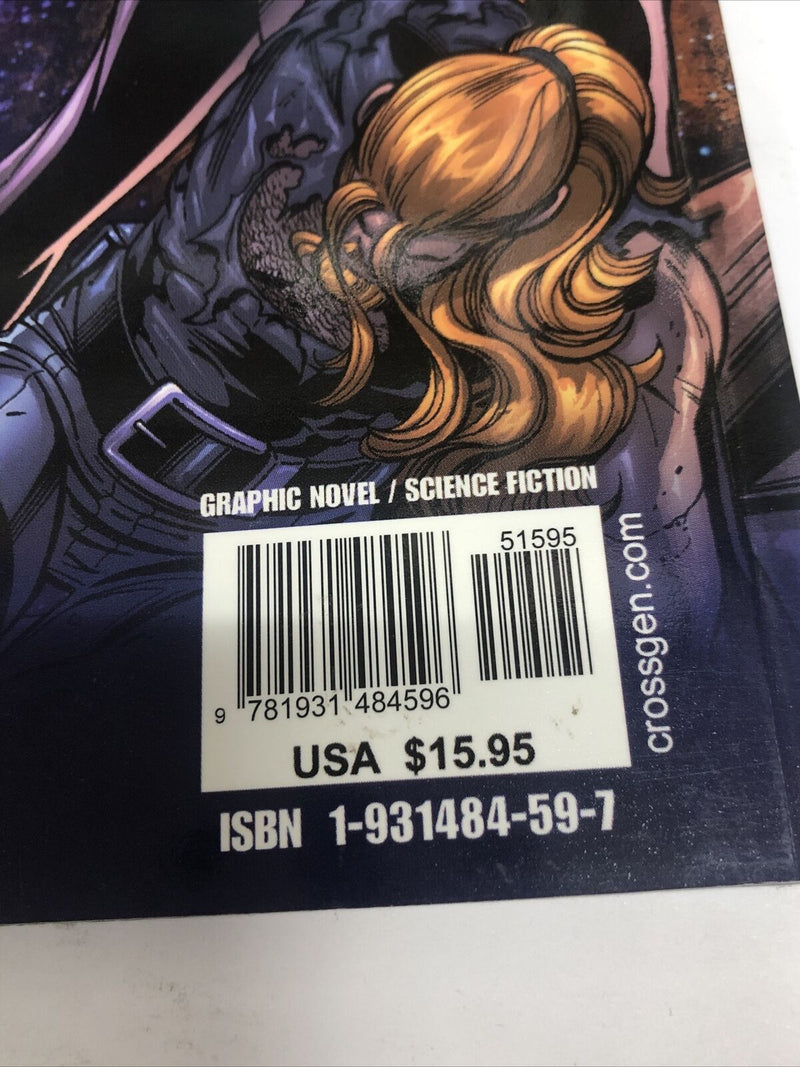 GRAPHIC NOVEL / SCIENCE FICTION
51595
9 781931 484596
USA $15.95
ISBN 1-931484-59-7
crossgen.com